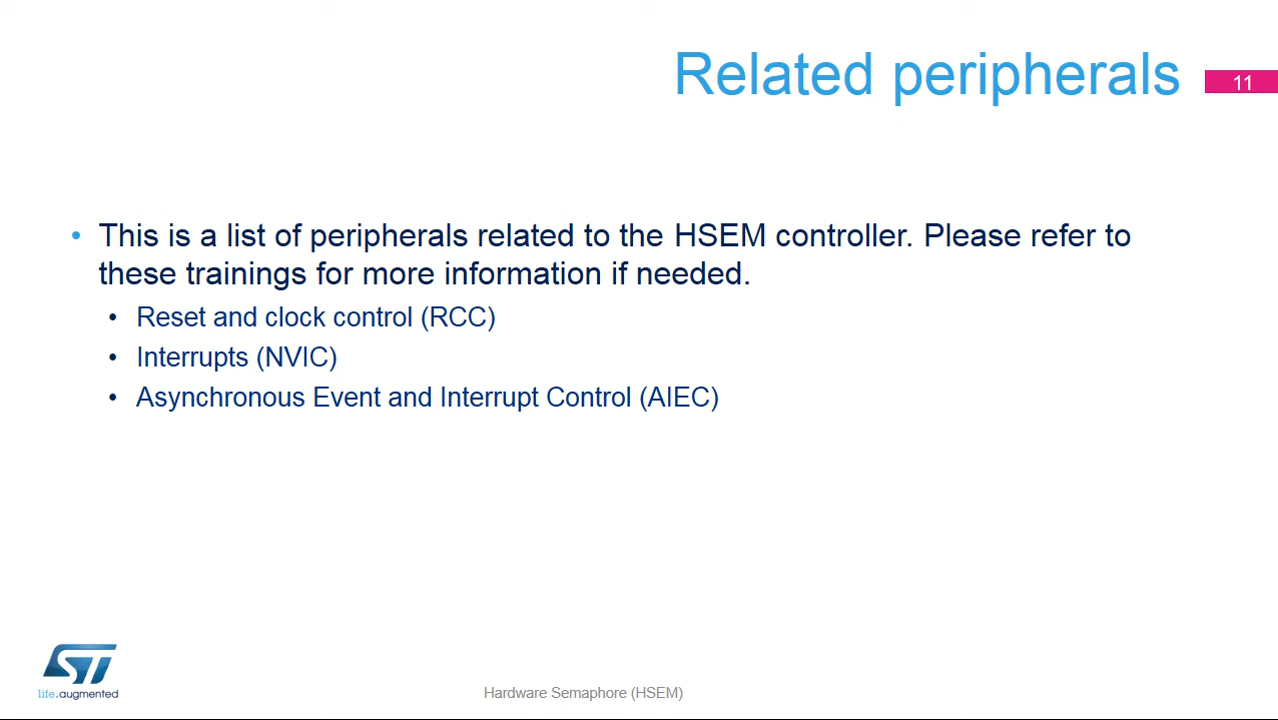 Related peripherals
11
• This is a list of peripherals related to the HSEM controller. Please refer to
these trainings for more information if needed.
• Reset and clock control (RCC)
• Interrupts (NVIC)
• Asynchronous Event and Interrupt Control (AIEC)
ST
life.augmented
Hardware Semaphore (HSEM)